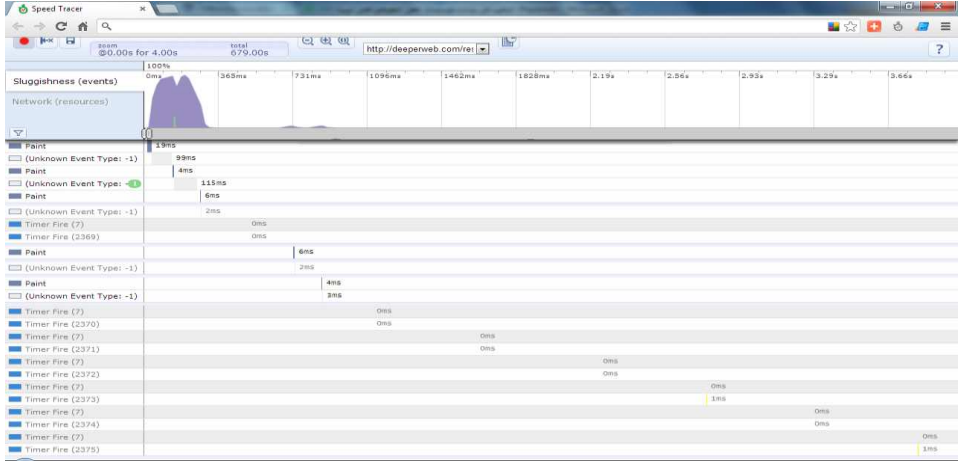 Speed Tracer
zoom
@0.00s for 4.00s
total
679.00s
http://deeperweb.com/re
?
100%
Sluggishness (events)
0ms 365ms 731ms 1096ms 1462ms 1828ms 2.19s 2.56s 2.93s 3.29s 3.66s
Network (resources)
Paint 19ms
(Unknown Event Type: -1) 99ms
Paint 4ms
(Unknown Event Type: - 115ms
Paint 6ms
(Unknown Event Type: -1) 2ms
Timer Fire (7) 0ms
Timer Fire (2369) 0ms
Paint 6ms
(Unknown Event Type: -1) 2ms
Paint 4ms
(Unknown Event Type: -1) 3ms
Timer Fire (7) 0ms
Timer Fire (2370) 0ms
Timer Fire (7) 0ms
Timer Fire (2371) 0ms
Timer Fire (7) 0ms
Timer Fire (2372) 0ms
Timer Fire (7) 0ms
Timer Fire (2373) 1ms
Timer Fire (7) 0ms
Timer Fire (2374) 0ms
Timer Fire (7) 0ms
Timer Fire (2375) 1ms